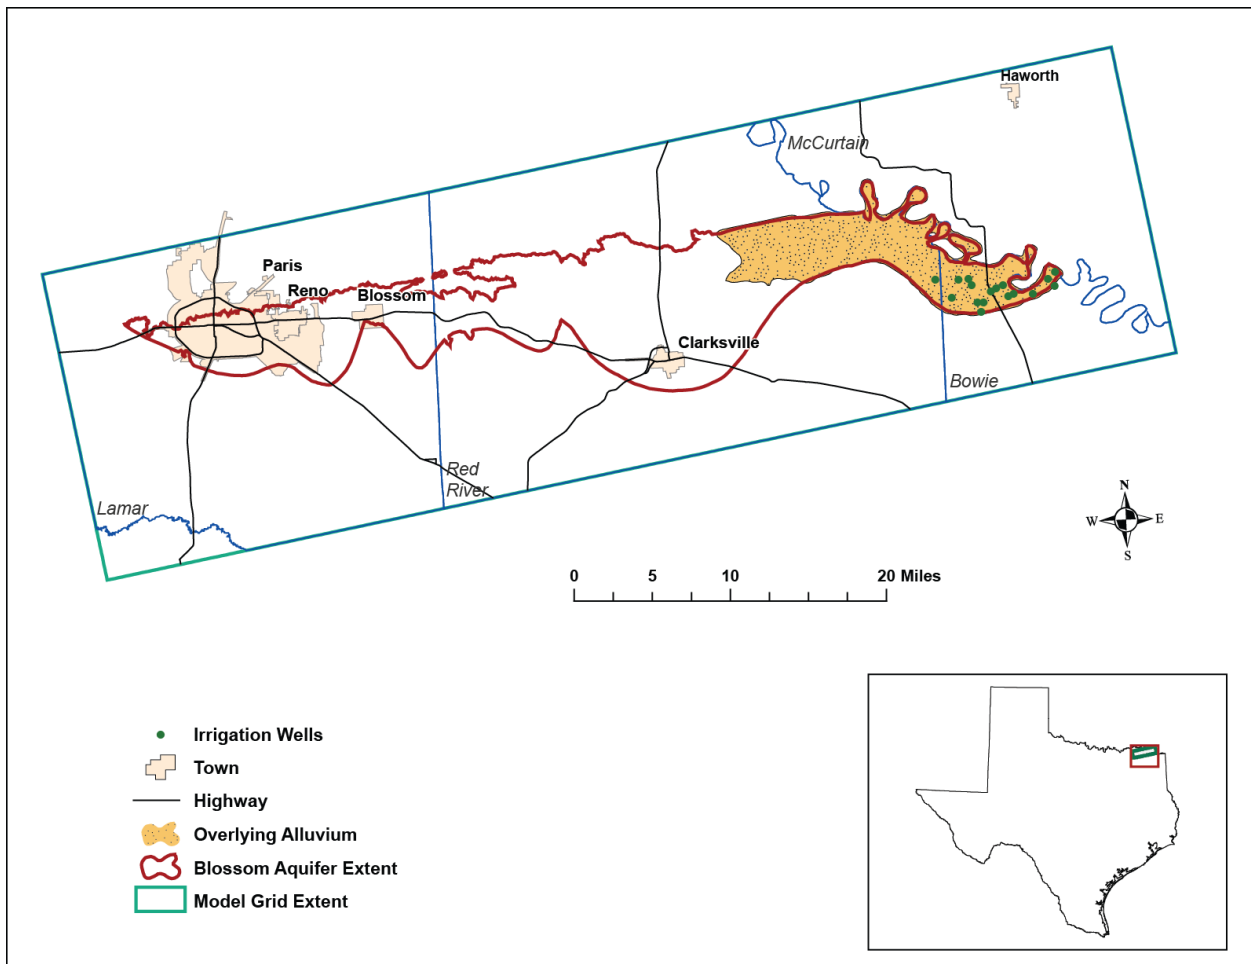 Haworth
McCurtain
Paris
Reno
Blossom
Clarksville
Bowie
Red
River
Lamar
N
W E
S
0 5 10 20 Miles
Irrigation Wells
Town
Highway
Overlying Alluvium
Blossom Aquifer Extent
Model Grid Extent